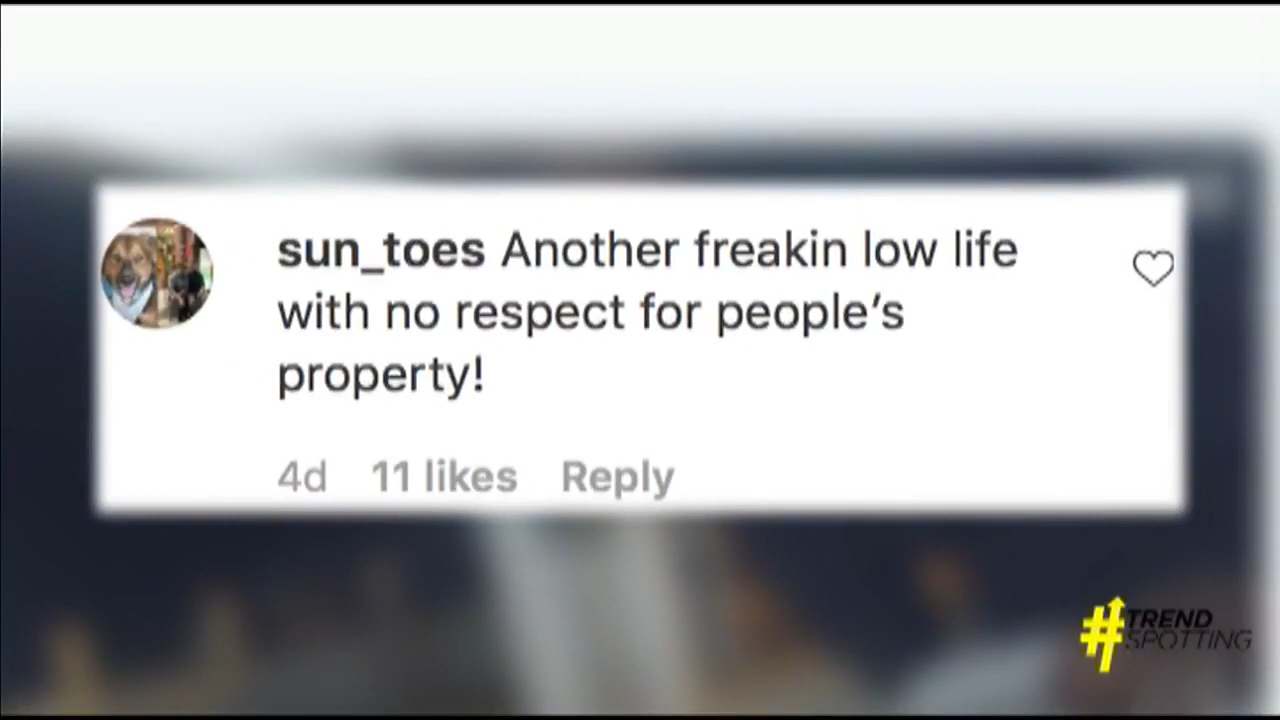 sun_toes Another freakin low life
with no respect for people's
property!
4d 11 likes Reply
#TREND
SPOTTING